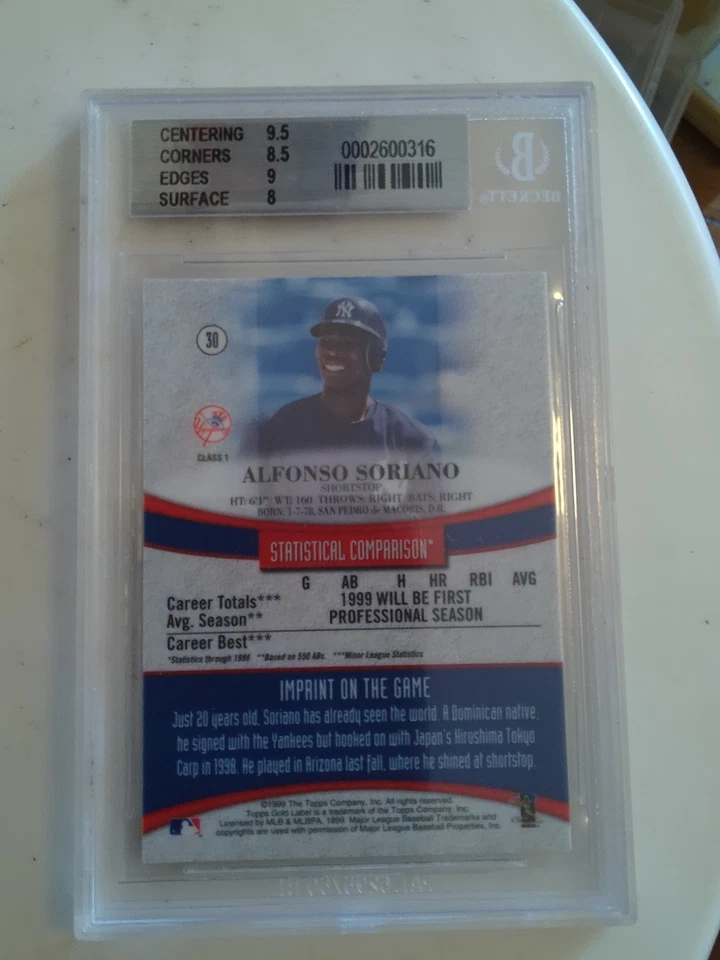 CENTERING 9.5
CORNERS 8.5
EDGES 9
SURFACE 8
0002600316
BECKETT
30
CLASS 1
ALFONSO SORIANO
SHORTSTOP
HT: 6'1" WT: 160 THROWS: RIGHT BATS: RIGHT
BORN: 1-7-78, SAN PEDRO de MACORIS, D.R.
STATISTICAL COMPARISON*
G AB H HR RBI AVG
Career Totals*** 1999 WILL BE FIRST
Avg. Season** PROFESSIONAL SEASON
Career Best***
*Statistics through 1998 **Based on 550 ABs. ***Minor League Statistics
IMPRINT ON THE GAME
Just 20 years old, Soriano has already seen the world. A Dominican native,
he signed with the Yankees but hooked on with Japan's Hiroshima Tokyo
Carp in 1998. He played in Arizona last fall, where he shined at shortstop.
©1999 The Topps Company, Inc. All rights reserved.
Topps Gold Label is a trademark of the Topps Company, Inc.
Licensed by MLB & MLBPA, 1999. Major League Baseball Trademarks and
copyrights are used with permission of Major League Baseball Properties, Inc.